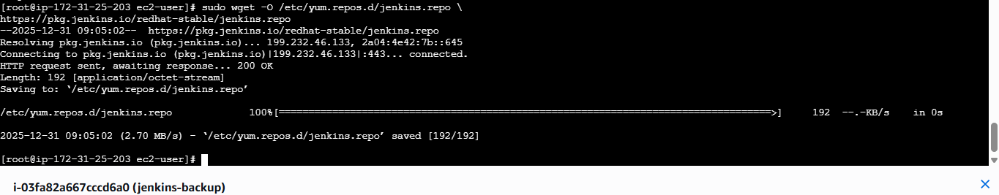 [root@ip-172-31-25-203 ec2-user]# sudo wget -O /etc/yum.repos.d/jenkins.repo \
https://pkg.jenkins.io/redhat-stable/jenkins.repo
--2025-12-31 09:05:02--  https://pkg.jenkins.io/redhat-stable/jenkins.repo
Resolving pkg.jenkins.io (pkg.jenkins.io)... 199.232.46.133, 2a04:4e42:7b::645
Connecting to pkg.jenkins.io (pkg.jenkins.io)|199.232.46.133|:443... connected.
HTTP request sent, awaiting response... 200 OK
Length: 192 [application/octet-stream]
Saving to: ‘/etc/yum.repos.d/jenkins.repo’
/etc/yum.repos.d/jenkins.repo             100%[====================================================================================>]     192  --.-KB/s    in 0s
2025-12-31 09:05:02 (2.70 MB/s) - ‘/etc/yum.repos.d/jenkins.repo’ saved [192/192]
[root@ip-172-31-25-203 ec2-user]#
i-03fa82a667cccd6a0 (jenkins-backup)